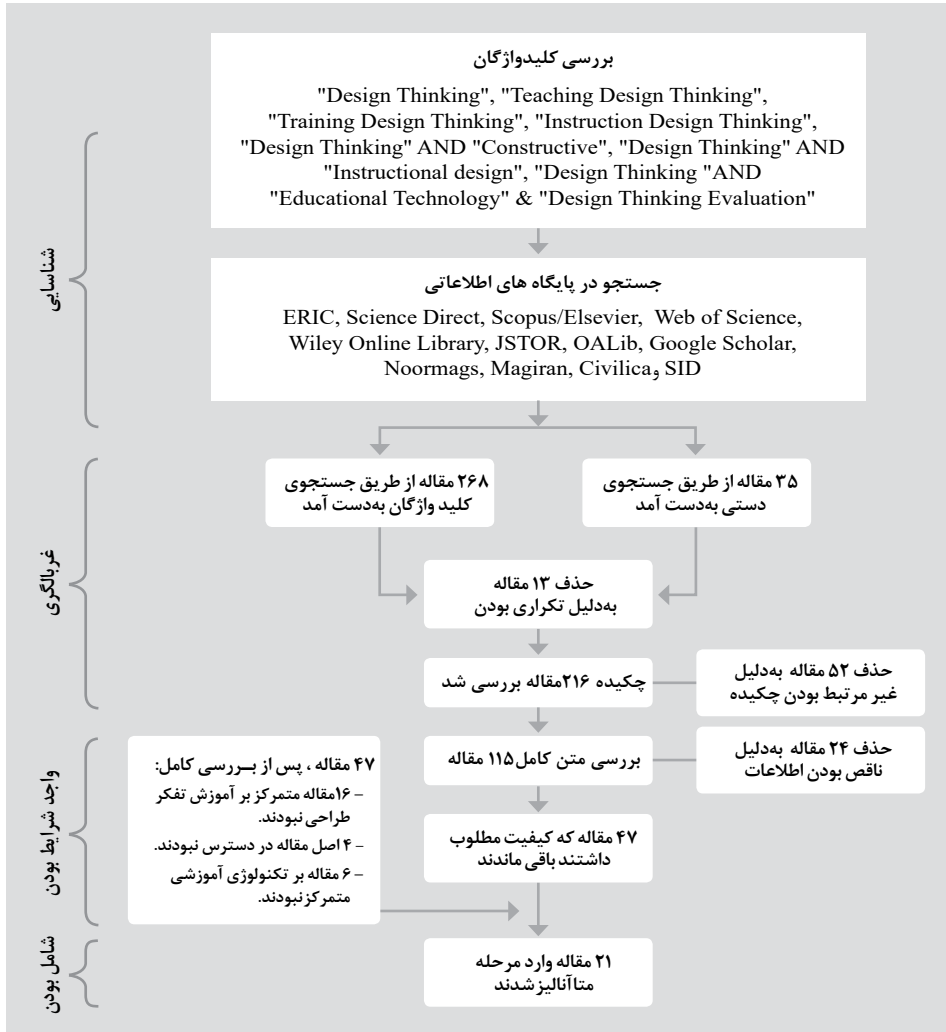 بررسی کلیدواژگان
"Design Thinking", "Teaching Design Thinking",
"Training Design Thinking", "Instruction Design Thinking",
"Design Thinking" AND "Constructive", "Design Thinking" AND
"Instructional design", "Design Thinking "AND
"Educational Technology" & "Design Thinking Evaluation"
شناسایی
جستجو در پایگاه های اطلاعاتی
ERIC, Science Direct, Scopus/Elsevier, Web of Science,
Wiley Online Library, JSTOR, OALib, Google Scholar,
Noormags, Magiran, Civilica و SID
۳۵ مقاله از طریق جستجوی
دستی به‌دست آمد
۲۶۸ مقاله از طریق جستجوی
کلید واژگان به‌دست آمد
غربالگری
حذف ۱۳ مقاله
به‌دلیل تکراری بودن
چکیده ۲۱۶مقاله بررسی شد
حذف ۵۲ مقاله به‌دلیل
غیر مرتبط بودن چکیده
بررسی متن کامل۱۱۵ مقاله
حذف ۲۴ مقاله به‌دلیل
ناقص بودن اطلاعات
واجد شرایط بودن
۴۷ مقاله که کیفیت مطلوب
داشتند باقی ماندند
۴۷ مقاله ، پس از بــررسی کامل:
– ۱۶مقاله متمرکز بر آموزش تفکر
طراحی نبودند.
– ۴ اصل مقاله در دسترس نبودند.
– ۶ مقاله بر تکنولوژی آموزشی
متمرکزنبودند.
شامل بودن
۲۱ مقاله وارد مرحله
متاآنالیزشدند